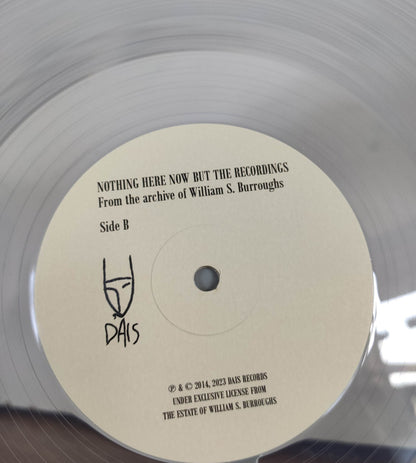 NOTHING HERE NOW BUT THE RECORDINGS
From the archive of William S. Burroughs
Side B
DAIS
℗ & © 2014, 2023 DAIS RECORDS
UNDER EXCLUSIVE LICENSE FROM
THE ESTATE OF WILLIAM S. BURROUGHS